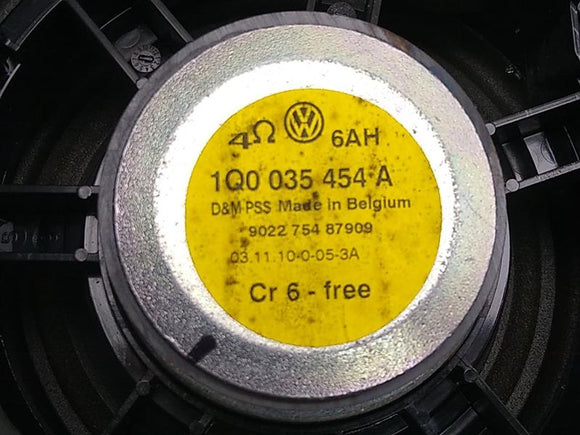 4Ω VW 6AH
1Q0 035 454 A
D&M PSS Made in Belgium
9022 754 87909
03.11.10-0-05-3A
Cr 6 - free